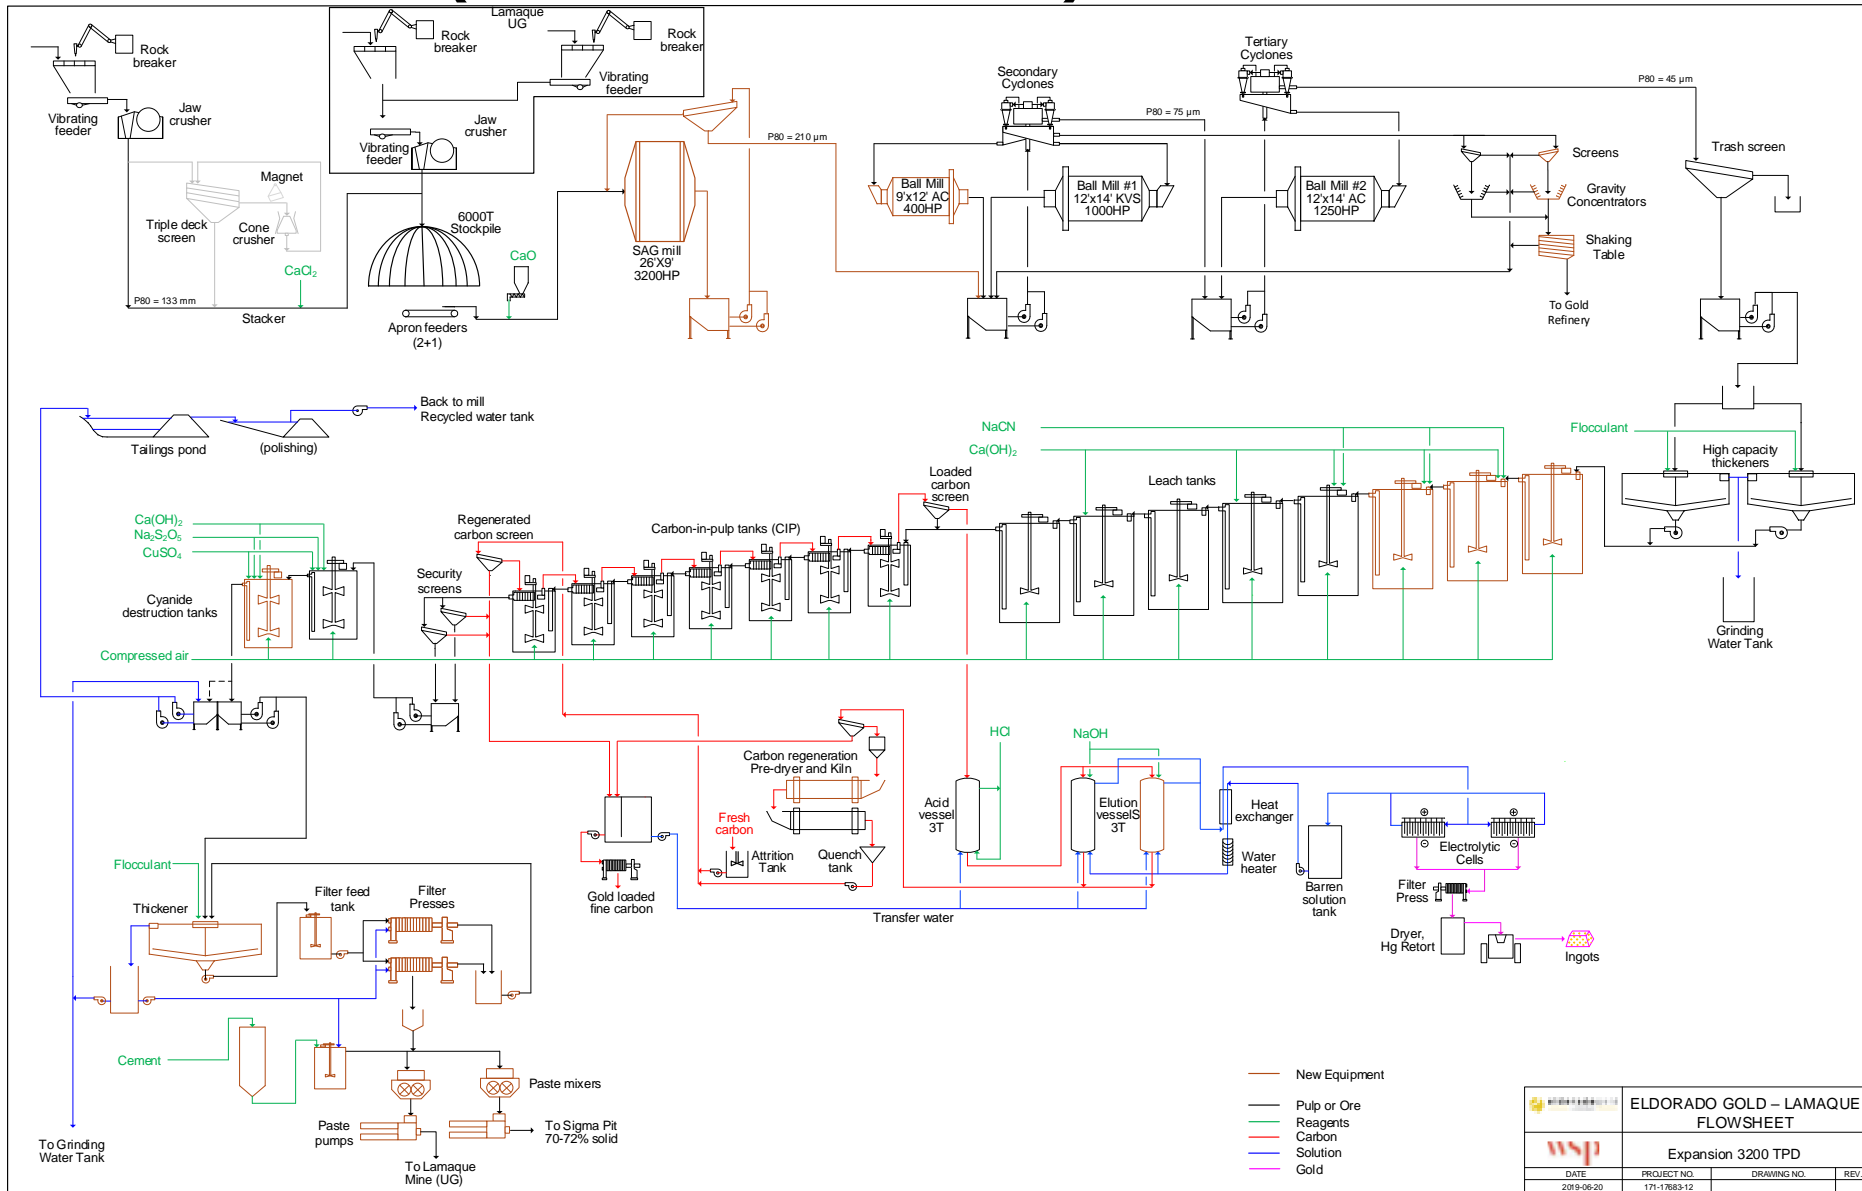 Lamaque
UG
Rock
breaker
Rock
breaker
Rock
breaker
Vibrating
feeder
Jaw
crusher
Vibrating
feeder
Vibrating
feeder
Jaw
crusher
Magnet
Triple deck
screen
Cone
crusher
CaCl₂
P80 = 133 mm
Stacker
6000T
Stockpile
Apron feeders
(2+1)
CaO
SAG mill
26'X9'
3200HP
P80 = 210 µm
Secondary
Cyclones
Tertiary
Cyclones
P80 = 75 µm
P80 = 45 µm
Ball Mill
9'x12' AC
400HP
Ball Mill #1
12'x14' KVS
1000HP
Ball Mill #2
12'x14' AC
1250HP
Screens
Gravity
Concentrators
Shaking
Table
To Gold
Refinery
Trash screen
Back to mill
Recycled water tank
Tailings pond
(polishing)
NaCN
Ca(OH)₂
Flocculant
High capacity
thickeners
Loaded
carbon
screen
Leach tanks
Ca(OH)₂
Na₂S₂O₅
CuSO₄
Regenerated
carbon screen
Carbon-in-pulp tanks (CIP)
Security
screens
Cyanide
destruction tanks
Compressed air
Grinding
Water Tank
HCl
NaOH
Carbon regeneration
Pre-dryer and Kiln
Acid
vessel
3T
Elution
vesselS
3T
Heat
exchanger
Water
heater
Barren
solution
tank
Electrolytic
Cells
Filter
Press
Dryer,
Hg Retort
Ingots
Fresh
carbon
Attrition
Tank
Quench
tank
Gold loaded
fine carbon
Transfer water
Flocculant
Thickener
Filter feed
tank
Filter
Presses
Cement
Paste mixers
Paste
pumps
To Sigma Pit
70-72% solid
To Lamaque
Mine (UG)
To Grinding
Water Tank
New Equipment
Pulp or Ore
Reagents
Carbon
Solution
Gold
ELDORADO GOLD – LAMAQUE
FLOWSHEET
wsp
Expansion 3200 TPD
DATE
PROJECT NO.
DRAWING NO.
REV.
2019-06-20
171-17683-12